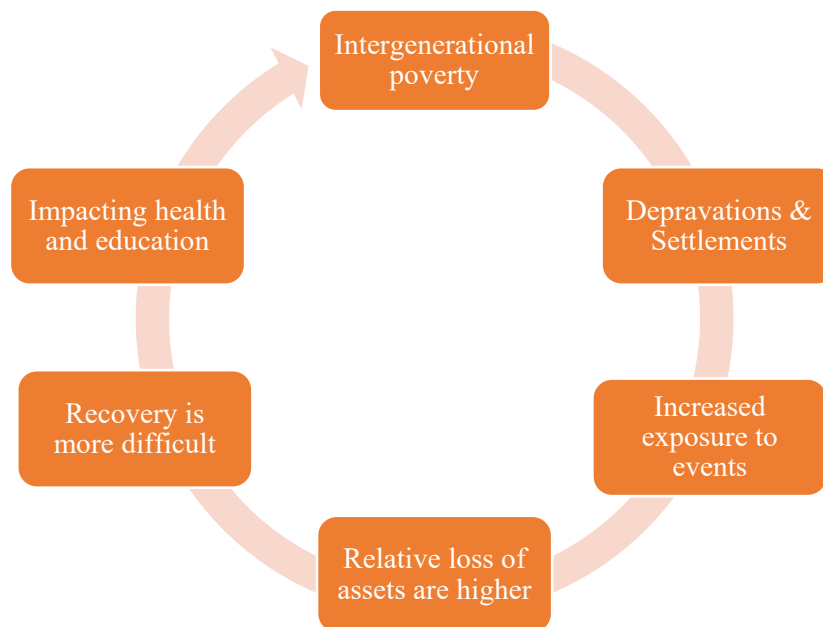 Intergenerational
poverty
Depravations &
Settlements
Increased
exposure to
events
Relative loss of
assets are higher
Recovery is
more difficult
Impacting health
and education